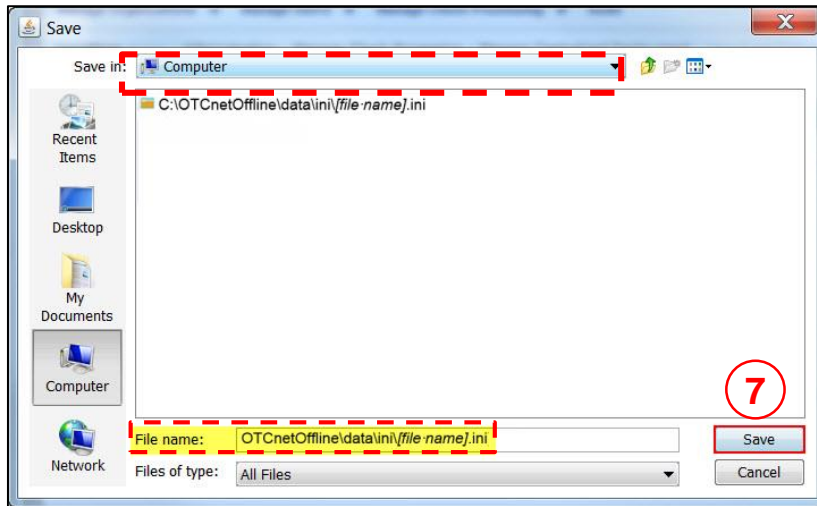 Save
Save in: Computer
C:\OTCnetOffline\data\ini\[file·name].ini
Recent
Items
Desktop
My
Documents
Computer
Network
7
File name: OTCnetOffline\data\ini\[file·name].ini
Save
Files of type: All Files
Cancel